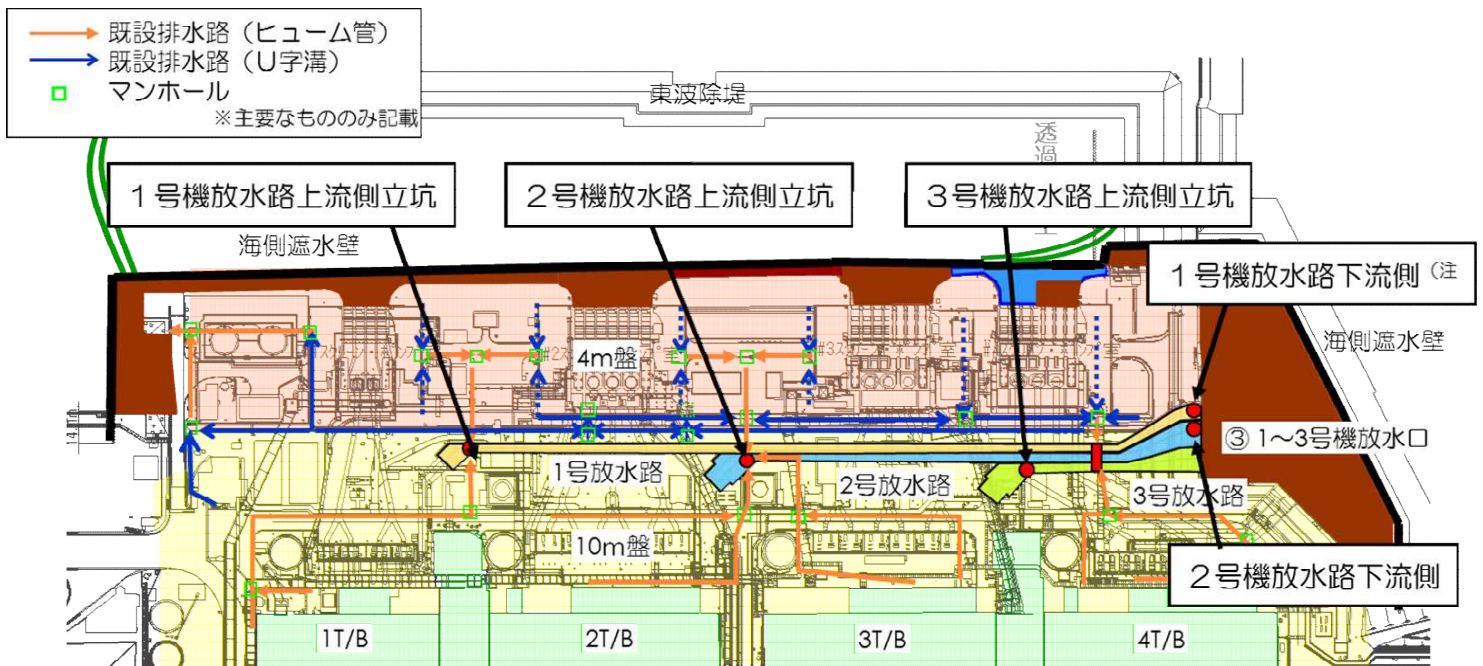 既設排水路（ヒューム管）
既設排水路（U字溝）
マンホール
※主要なもののみ記載
東波除堤
透過
1号機放水路上流側立坑
2号機放水路上流側立坑
3号機放水路上流側立坑
海側遮水壁
1号機放水路下流側（注
海側遮水壁
4m盤
③ 1～3号機放水口
1号放水路
2号放水路
3号放水路
10m盤
2号機放水路下流側
1T/B
2T/B
3T/B
4T/B